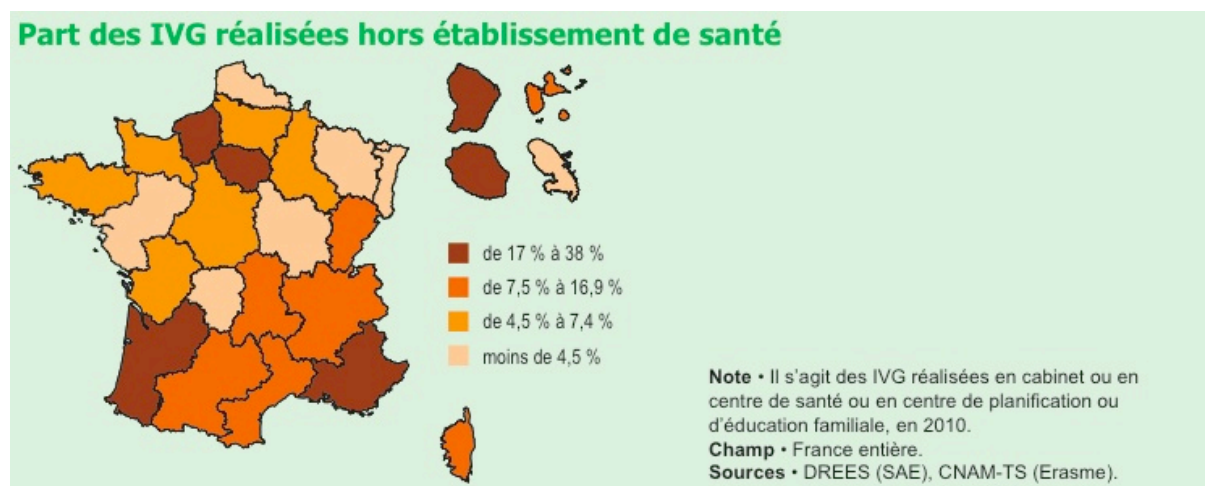 Part des IVG réalisées hors établissement de santé
de 17 % à 38 %
de 7,5 % à 16,9 %
de 4,5 % à 7,4 %
moins de 4,5 %
Note • Il s’agit des IVG réalisées en cabinet ou en
centre de santé ou en centre de planification ou
d’éducation familiale, en 2010.
Champ • France entière.
Sources • DREES (SAE), CNAM-TS (Erasme).